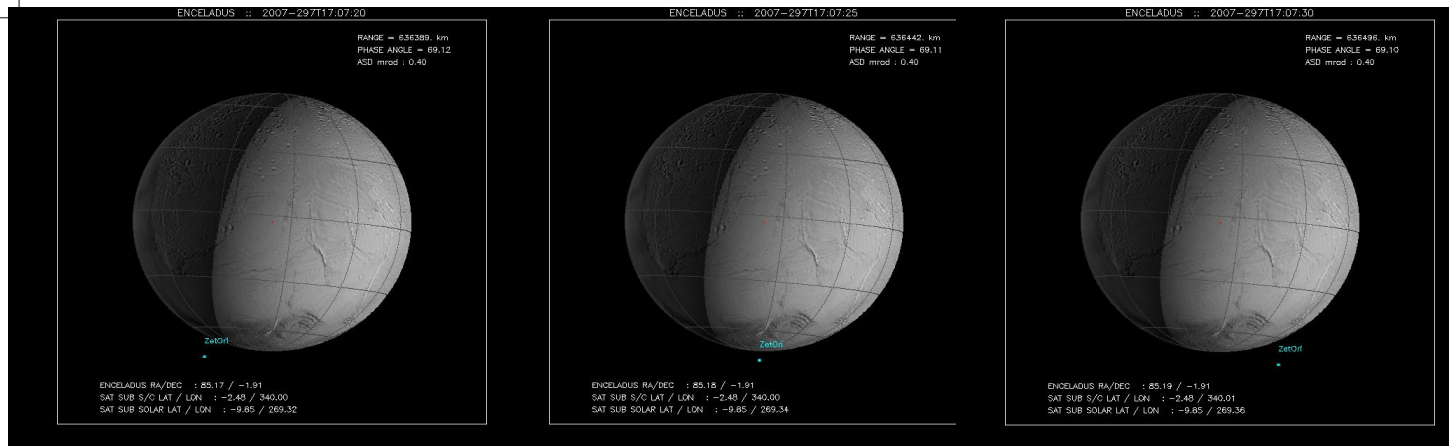 ENCELADUS :: 2007-297T17:07:20
RANGE = 636389. km
PHASE ANGLE = 69.12
ASD mrad : 0.40
ZetOri
ENCELADUS RA/DEC : 85.17 / -1.91
SAT SUB S/C LAT / LON : -2.48 / 340.00
SAT SUB SOLAR LAT / LON : -9.85 / 269.32
ENCELADUS :: 2007-297T17:07:25
RANGE = 636442. km
PHASE ANGLE = 69.11
ASD mrad : 0.40
ZetOri
ENCELADUS RA/DEC : 85.18 / -1.91
SAT SUB S/C LAT / LON : -2.48 / 340.00
SAT SUB SOLAR LAT / LON : -9.85 / 269.34
ENCELADUS :: 2007-297T17:07:30
RANGE = 636496. km
PHASE ANGLE = 69.10
ASD mrad : 0.40
ZetOri
ENCELADUS RA/DEC : 85.19 / -1.91
SAT SUB S/C LAT / LON : -2.48 / 340.01
SAT SUB SOLAR LAT / LON : -9.85 / 269.36